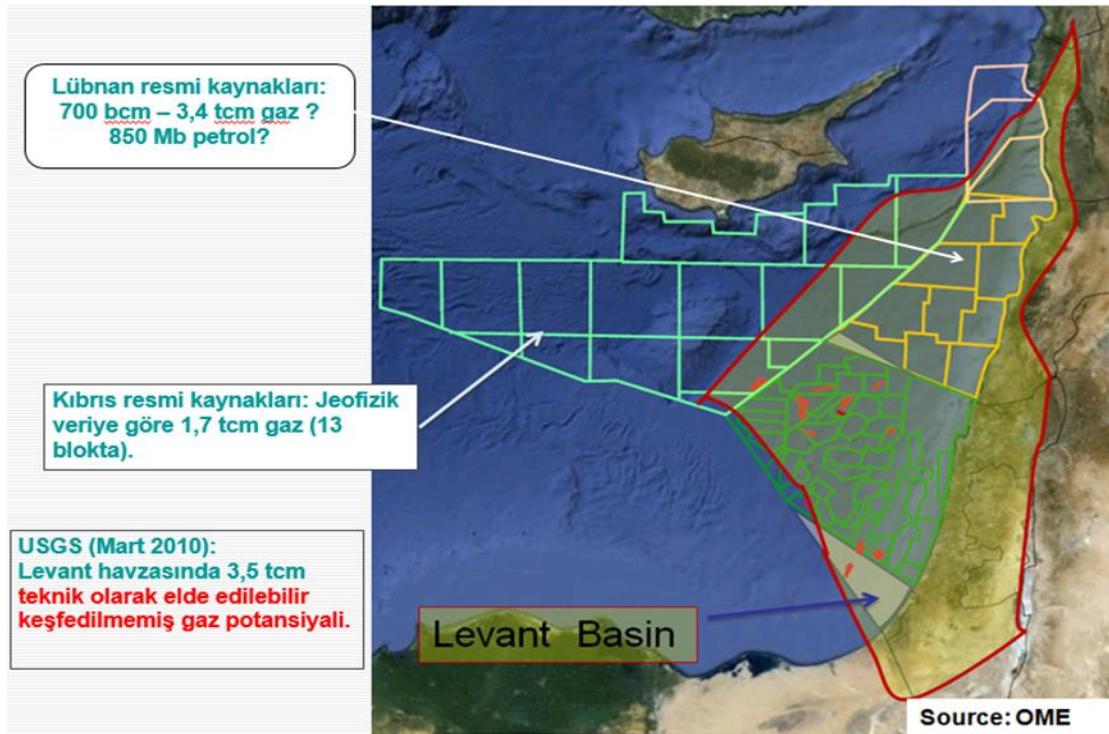 Lübnan resmi kaynakları:
700 bcm – 3,4 tcm gaz ?
850 Mb petrol?
Kıbrıs resmi kaynakları: Jeofizik
veriye göre 1,7 tcm gaz (13
blokta).
USGS (Mart 2010):
Levant havzasında 3,5 tcm
teknik olarak elde edilebilir
keşfedilmemiş gaz potansiyali.
Levant Basin
Source: OME